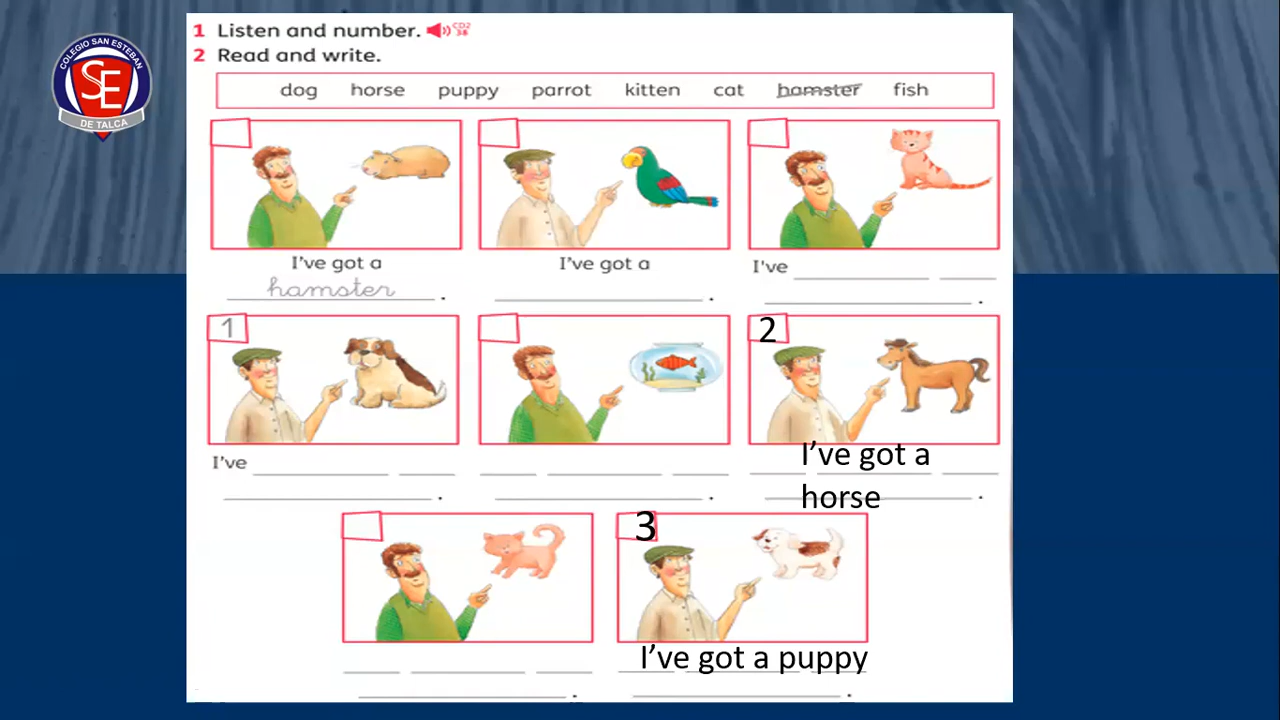 COLEGIO SAN ESTEBAN
SE
DE TALCA
1 Listen and number. CD2 38
2 Read and write.
dog horse puppy parrot kitten cat hamster fish
I've got a
hamster.
I've got a
.
I've
.
1
I've
.
.
2
I've got a
horse.
.
3
I've got a puppy
.